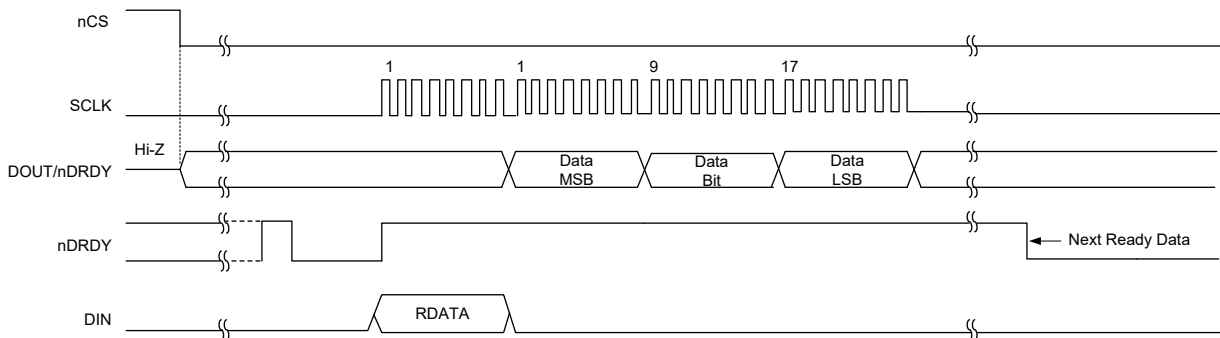 nCS
1 1 9 17
SCLK
Hi-Z
DOUT/nDRDY
Data
MSB
Data
Bit
Data
LSB
nDRDY
Next Ready Data
DIN
RDATA